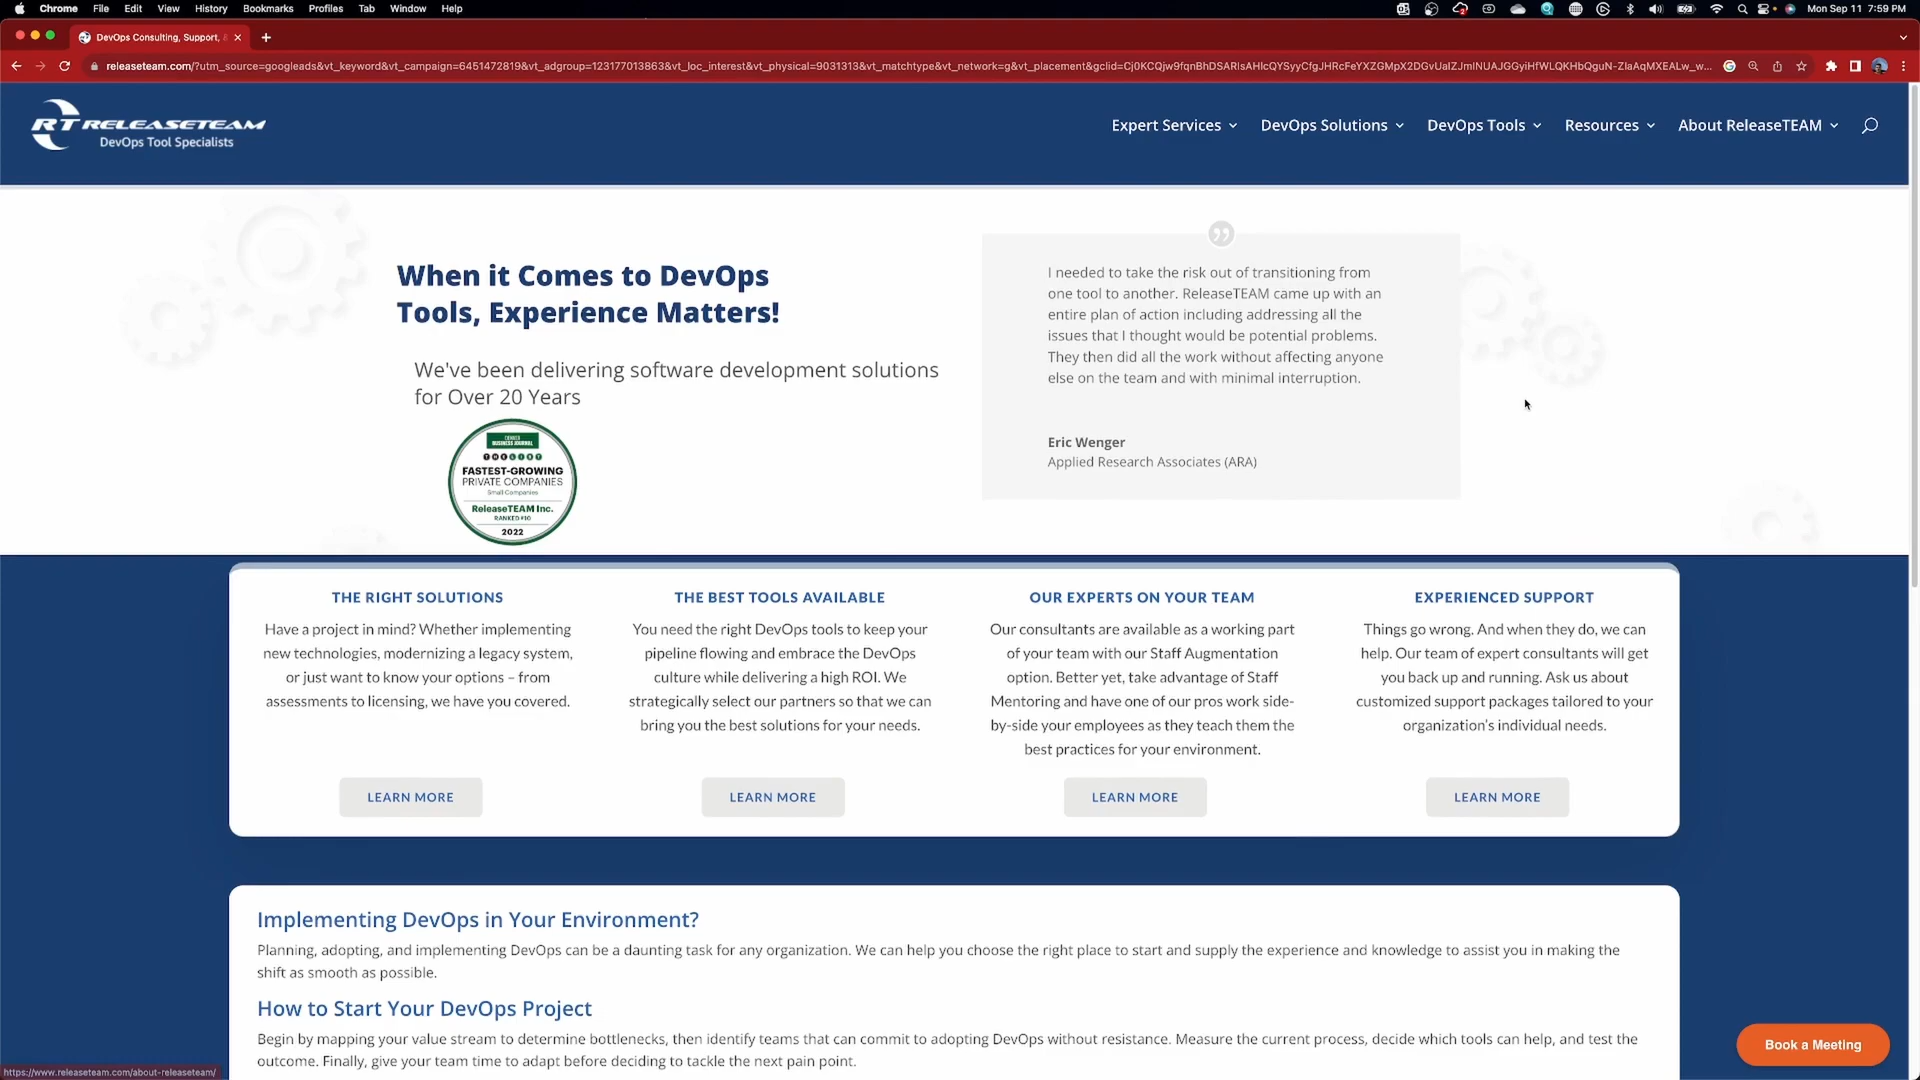 Chrome File Edit View History Bookmarks Profiles Tab Window Help
Mon Sep 11 7:59 PM
DevOps Consulting, Support,
releaseteam.com/?utm_source=googleads&vt_keyword&vt_campaign=6451472819&vt_adgroup=123177013863&vt_loc_interest&vt_physical=9031313&vt_matchtype&vt_network=g&vt_placement
RT RELEASETEAM
DevOps Tool Specialists
Expert Services DevOps Solutions DevOps Tools Resources About ReleaseTEAM
When it Comes to DevOps
Tools, Experience Matters!
We've been delivering software development solutions
for Over 20 Years
BUSINESS JOURNAL
THE LIST
FASTEST-GROWING
PRIVATE COMPANIES
Small Companies
ReleaseTEAM Inc.
RANKED #10
2022
I needed to take the risk out of transitioning from
one tool to another. ReleaseTEAM came up with an
entire plan of action including addressing all the
issues that I thought would be potential problems.
They then did all the work without affecting anyone
else on the team and with minimal interruption.
Eric Wenger
Applied Research Associates (ARA)
THE RIGHT SOLUTIONS
Have a project in mind? Whether implementing
new technologies, modernizing a legacy system,
or just want to know your options – from
assessments to licensing, we have you covered.
LEARN MORE
THE BEST TOOLS AVAILABLE
You need the right DevOps tools to keep your
pipeline flowing and embrace the DevOps
culture while delivering a high ROI. We
strategically select our partners so that we can
bring you the best solutions for your needs.
LEARN MORE
OUR EXPERTS ON YOUR TEAM
Our consultants are available as a working part
of your team with our Staff Augmentation
option. Better yet, take advantage of Staff
Mentoring and have one of our pros work side-
by-side your employees as they teach them the
best practices for your environment.
LEARN MORE
EXPERIENCED SUPPORT
Things go wrong. And when they do, we can
help. Our team of expert consultants will get
you back up and running. Ask us about
customized support packages tailored to your
organization's individual needs.
LEARN MORE
Implementing DevOps in Your Environment?
Planning, adopting, and implementing DevOps can be a daunting task for any organization. We can help you choose the right place to start and supply the experience and knowledge to assist you in making the
shift as smooth as possible.
How to Start Your DevOps Project
Begin by mapping your value stream to determine bottlenecks, then identify teams that can commit to adopting DevOps without resistance. Measure the current process, decide which tools can help, and test the
outcome. Finally, give your team time to adapt before deciding to tackle the next pain point.
Book a Meeting
https://www.releaseteam.com/about-releaseteam/